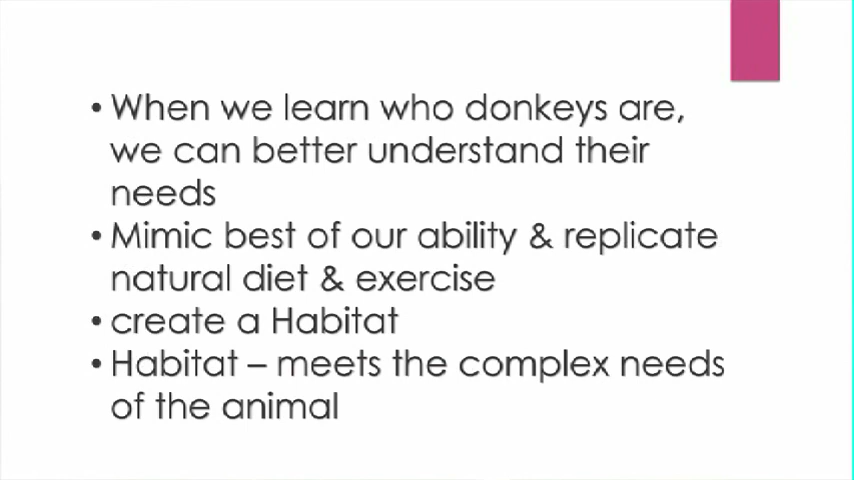 • When we learn who donkeys are,
we can better understand their
needs
• Mimic best of our ability & replicate
natural diet & exercise
• create a Habitat
• Habitat – meets the complex needs
of the animal